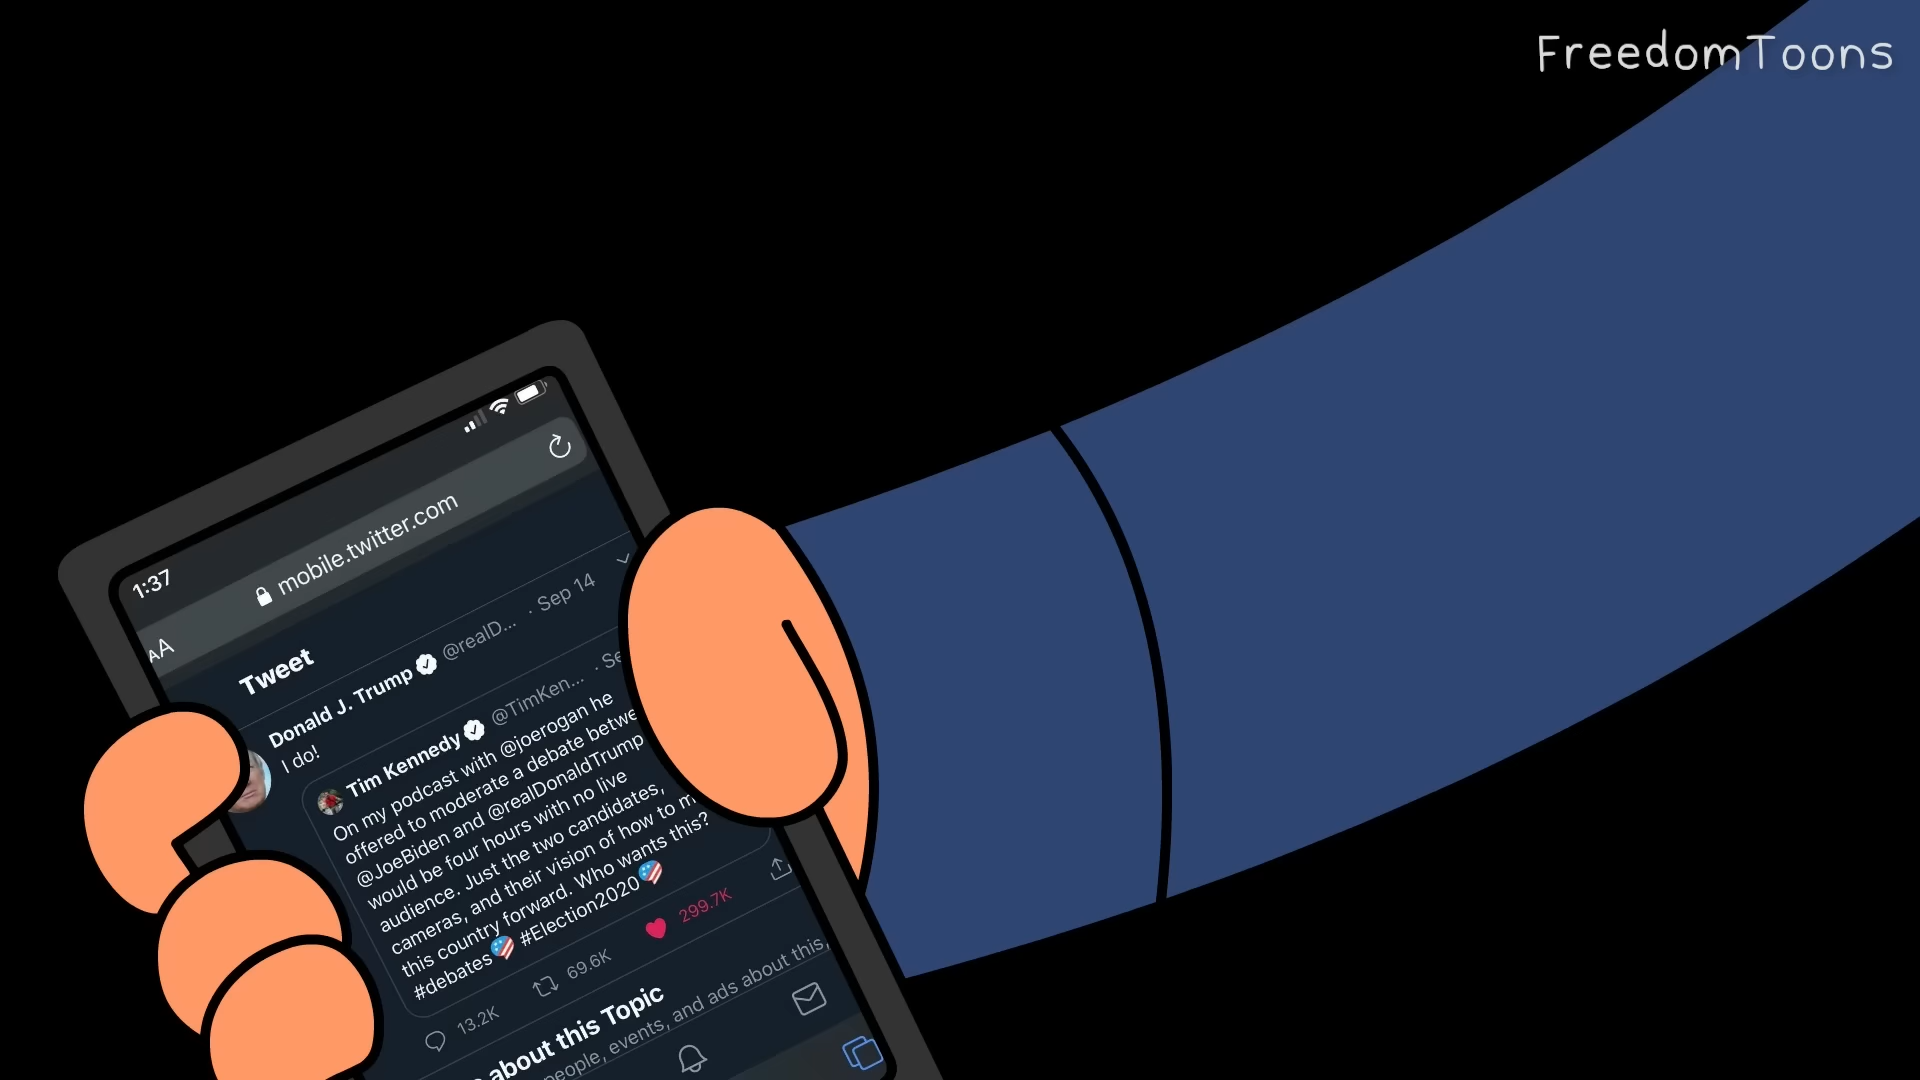 FreedomToons
1:37
AA
mobile.twitter.com
Tweet
Donald J. Trump @realD... · Sep 14
I do!
Tim Kennedy @TimKen... ·
On my podcast with @joerogan he
offered to moderate a debate
@JoeBiden and @realDonaldTrump
would be four hours with no live
audience. Just the two candidates,
cameras, and their vision of how to
this country forward. Who wants this?
#debates #Election2020
13.2K 69.6K 299.7K
about this Topic
people, events, and ads about this,